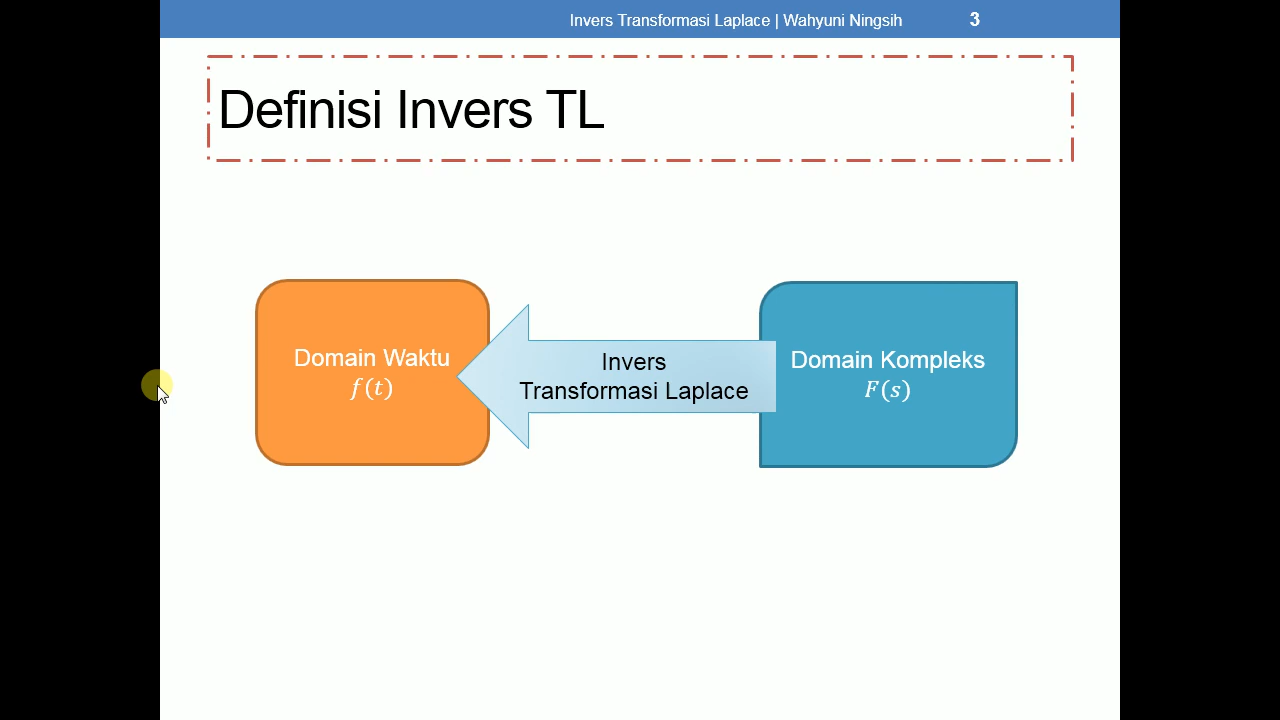 Invers Transformasi Laplace | Wahyuni Ningsih 3
Definisi Invers TL
Domain Waktu
f(t)
Invers
Transformasi Laplace
Domain Kompleks
F(s)